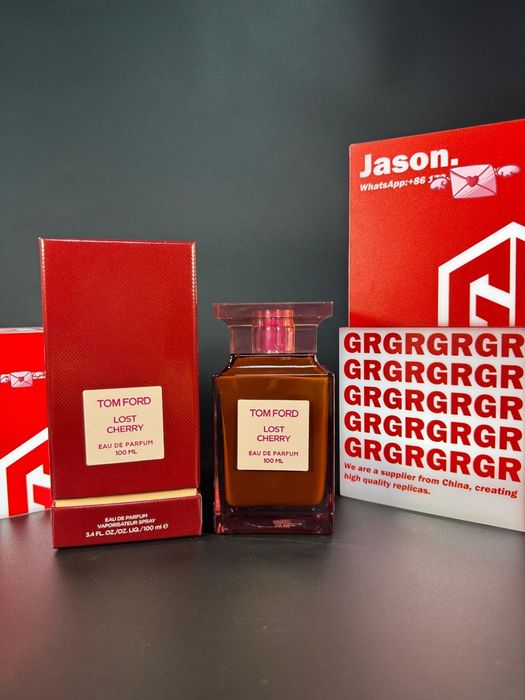 Jason.
WhatsApp:+86
TOM FORD
LOST
CHERRY
EAU DE PARFUM
100 ML
EAU DE PARFUM
VAPORISATEUR SPRAY
3.4 FL. OZ./OZ. LIQ./100 ml e
TOM FORD
LOST
CHERRY
EAU DE PARFUM
100 ML
GRGRGRGR
GRGRGRGR
GRGRGRGR
GRGRGRGR
GRGRGRGR
We are a supplier from China, creating
high quality replicas.